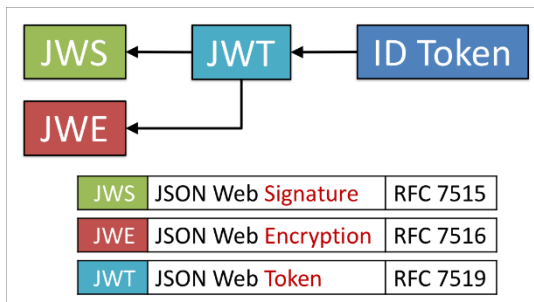 JWS JWT ID Token
JWE
JWS JSON Web Signature RFC 7515
JWE JSON Web Encryption RFC 7516
JWT JSON Web Token RFC 7519